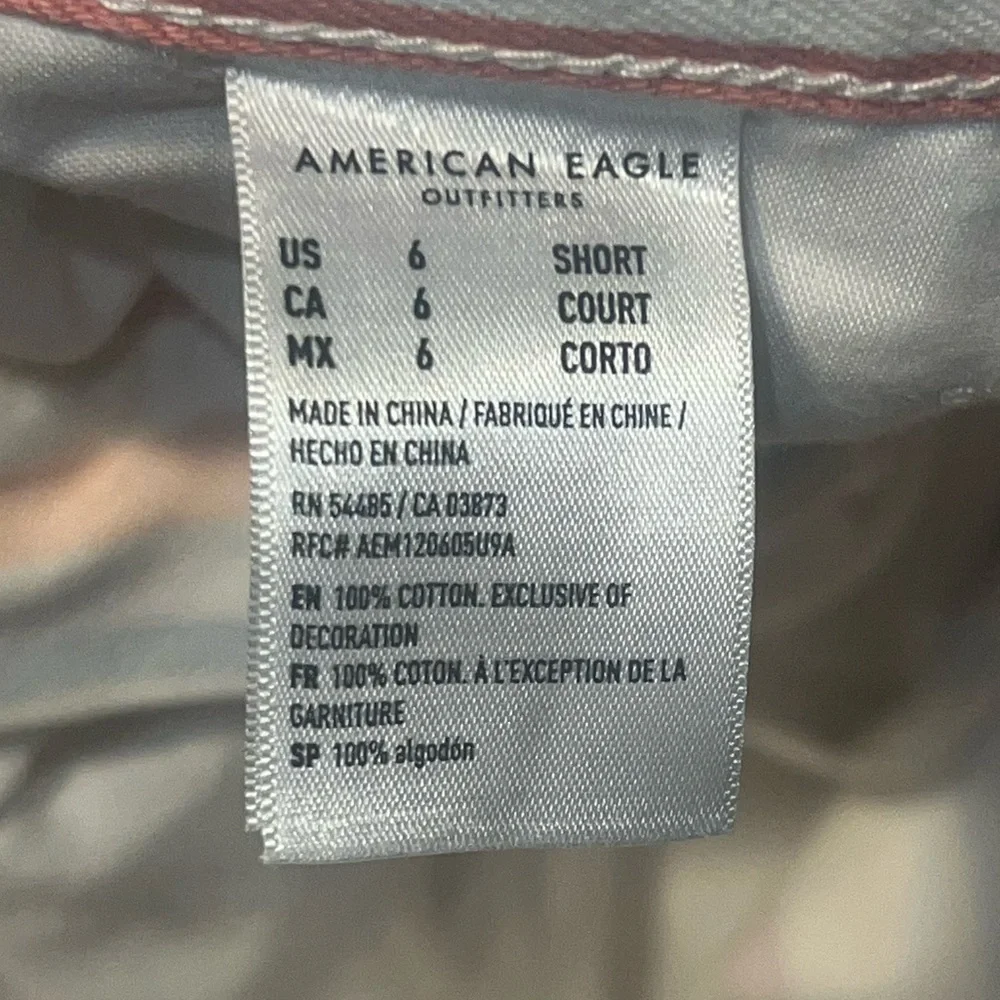 AMERICAN EAGLE
OUTFITTERS
US 6 SHORT
CA 6 COURT
MX 6 CORTO
MADE IN CHINA / FABRIQUÉ EN CHINE /
HECHO EN CHINA
RN 54485 / CA 03873
RFC# AEM120605U9A
EN 100% COTTON. EXCLUSIVE OF
DECORATION
FR 100% COTON. À L'EXCEPTION DE LA
GARNITURE
SP 100% algodón